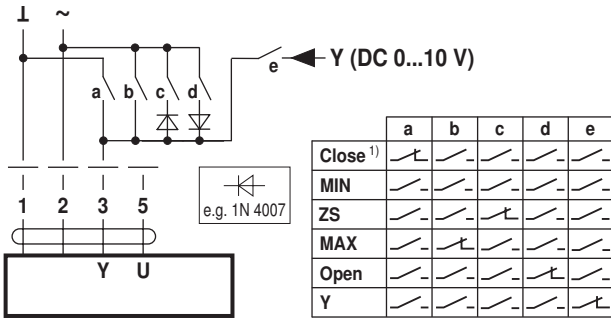 ⊥ ~
Y (DC 0...10 V)
e
a b c d
1 2 3 5
e.g. 1N 4007
Y U
a b c d e
Close 1)
MIN
ZS
MAX
Open
Y